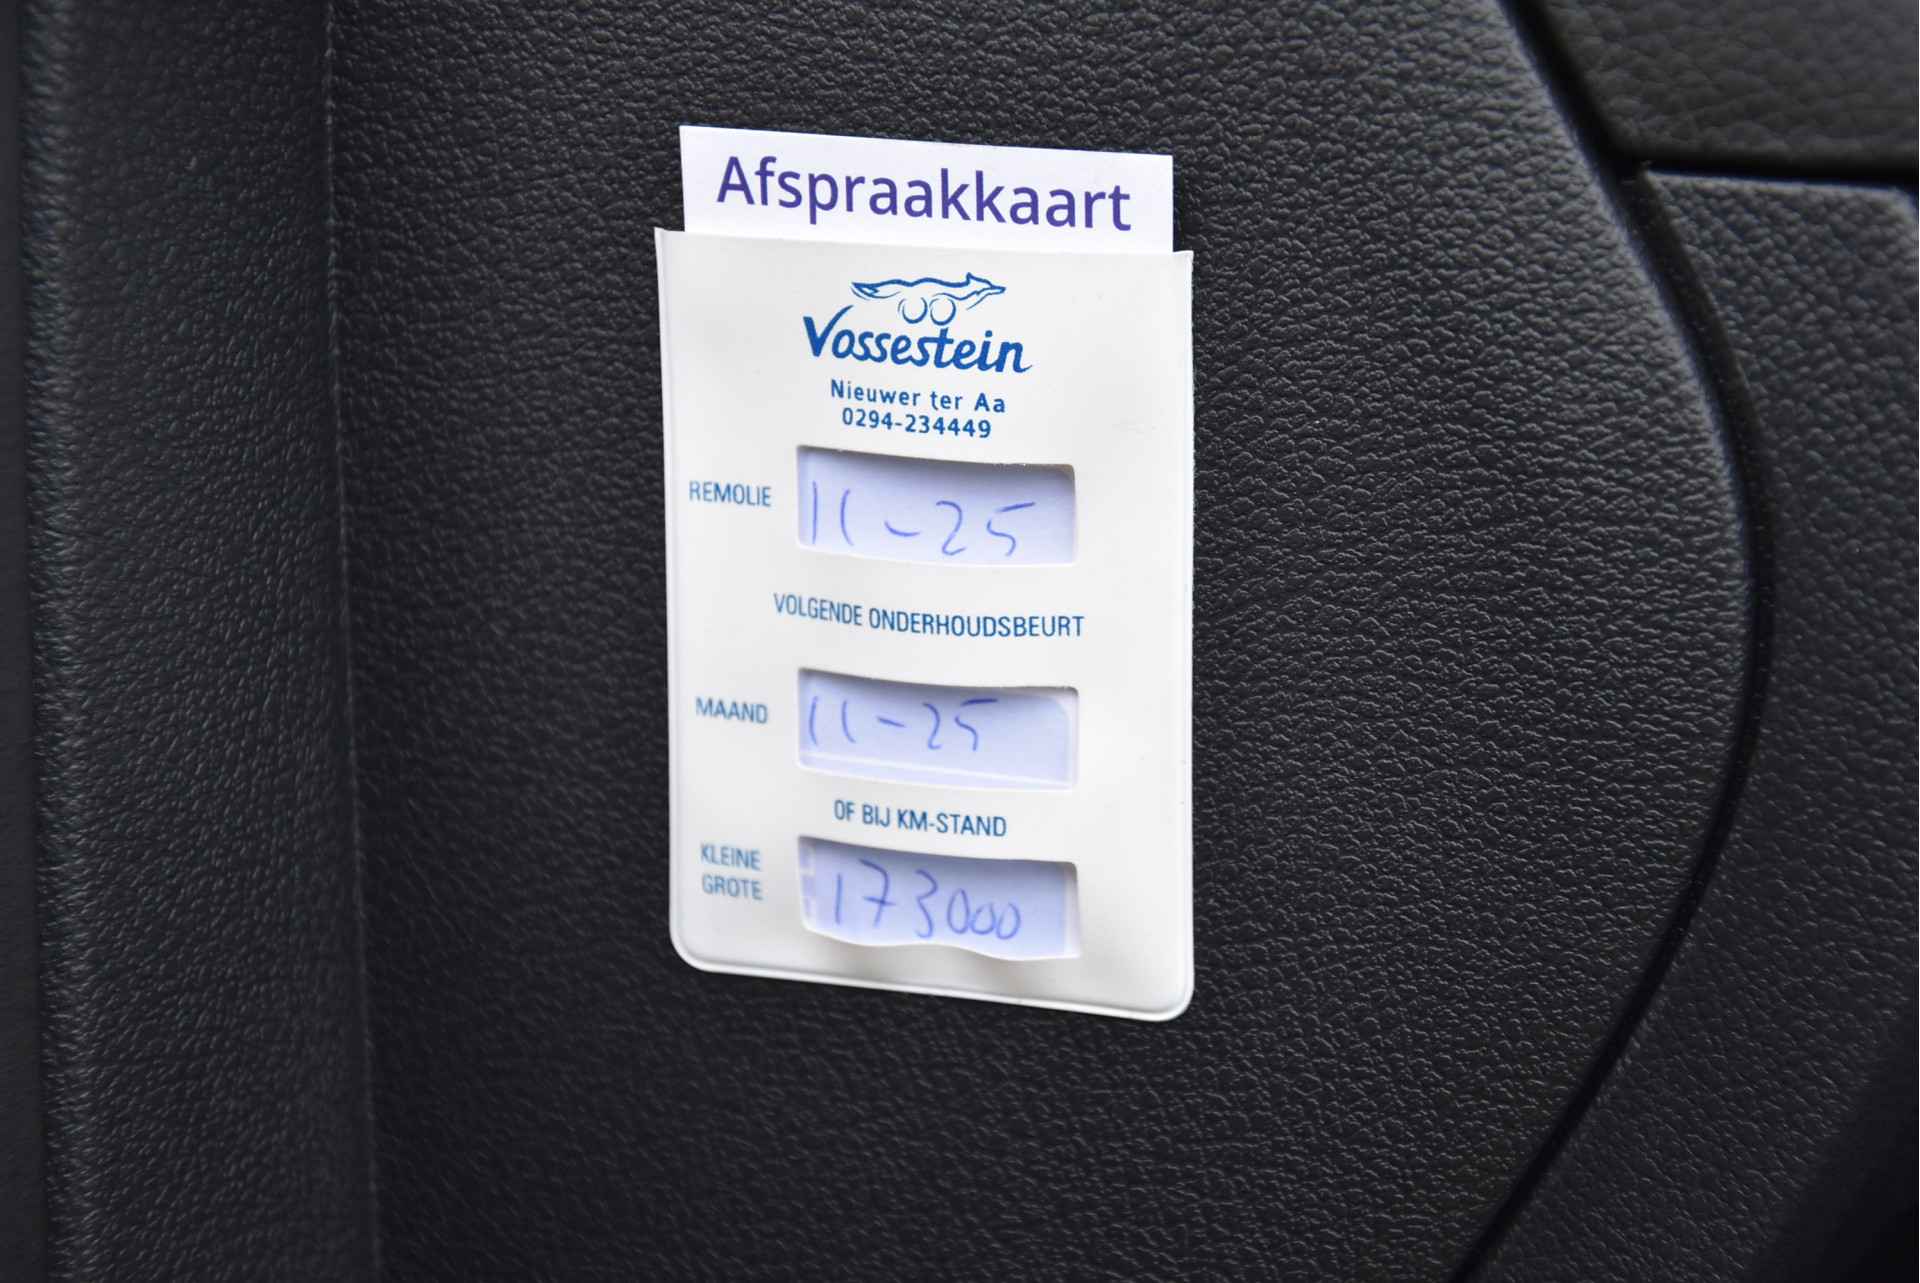 Afspraakkaart
Vossestein
Nieuwer ter Aa
0294-234449
REMOLIE 11-25
VOLGENDE ONDERHOUDSBEURT
MAAND 11-25
OF BIJ KM-STAND
KLEINE
GROTE 173000